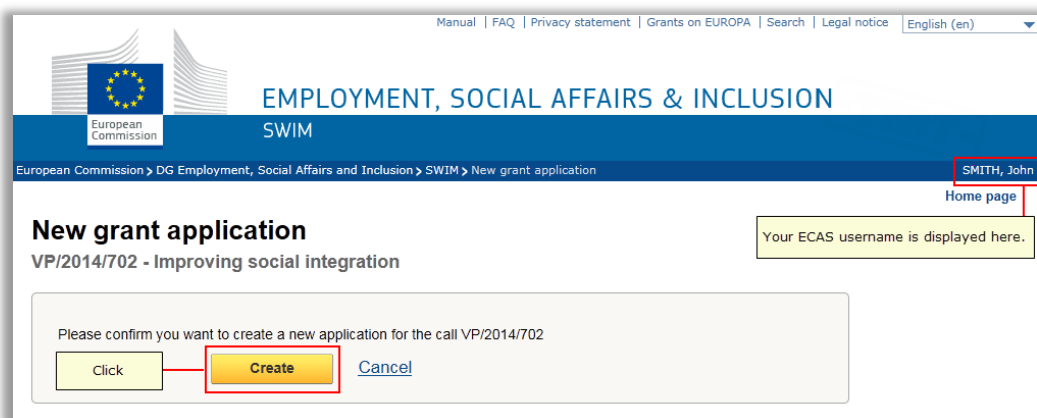 Manual | FAQ | Privacy statement | Grants on EUROPA | Search | Legal notice English (en)
European
Commission
EMPLOYMENT, SOCIAL AFFAIRS & INCLUSION
SWIM
European Commission > DG Employment, Social Affairs and Inclusion > SWIM > New grant application SMITH, John
Home page
New grant application
Your ECAS username is displayed here.
VP/2014/702 - Improving social integration
Please confirm you want to create a new application for the call VP/2014/702
Click Create Cancel